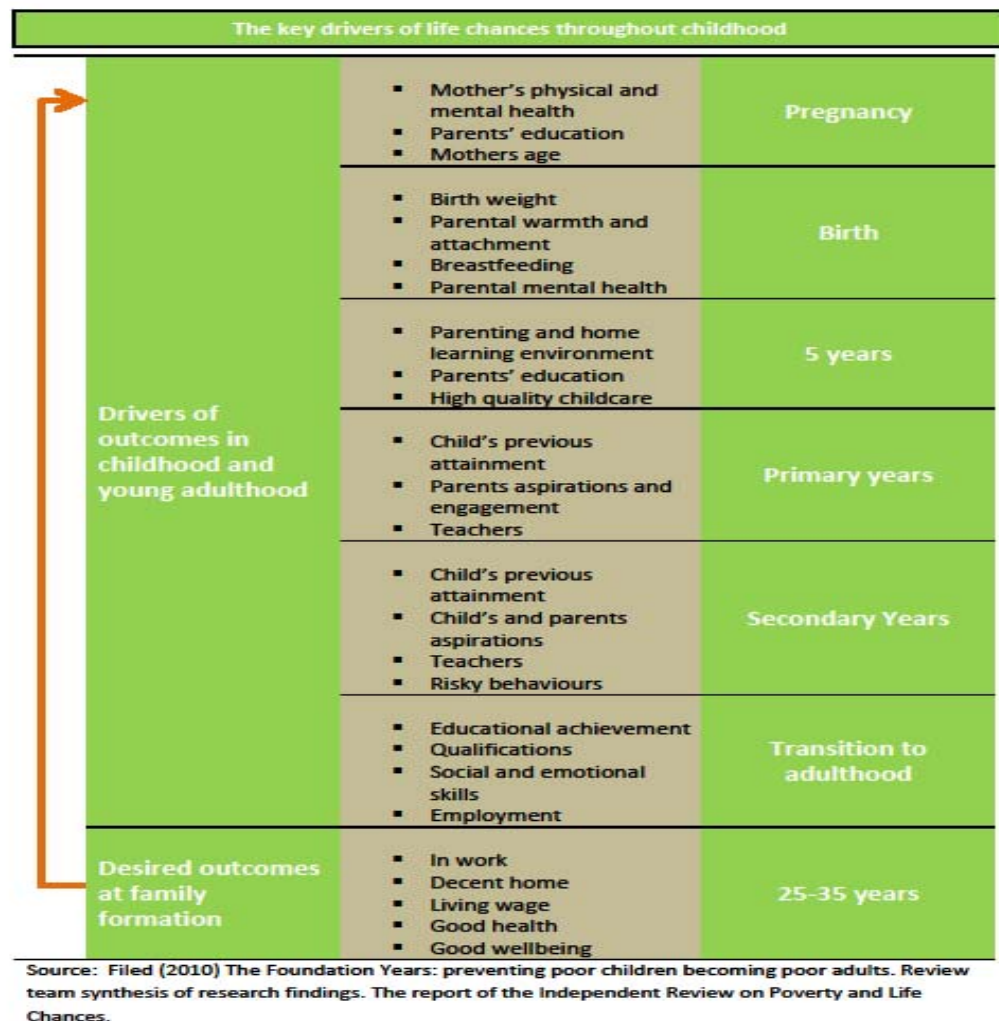 The key drivers of life chances throughout childhood
Drivers of
outcomes in
childhood and
young adulthood
▪ Mother's physical and
mental health
▪ Parents' education
▪ Mothers age
Pregnancy
▪ Birth weight
▪ Parental warmth and
attachment
▪ Breastfeeding
▪ Parental mental health
Birth
▪ Parenting and home
learning environment
▪ Parents' education
▪ High quality childcare
5 years
▪ Child's previous
attainment
▪ Parents aspirations and
engagement
▪ Teachers
Primary years
▪ Child's previous
attainment
▪ Child's and parents
aspirations
▪ Teachers
▪ Risky behaviours
Secondary Years
▪ Educational achievement
▪ Qualifications
▪ Social and emotional
skills
▪ Employment
Transition to
adulthood
Desired outcomes
at family
formation
▪ In work
▪ Decent home
▪ Living wage
▪ Good health
▪ Good wellbeing
25-35 years
Source: Filed (2010) The Foundation Years: preventing poor children becoming poor adults. Review
team synthesis of research findings. The report of the Independent Review on Poverty and Life
Chances.